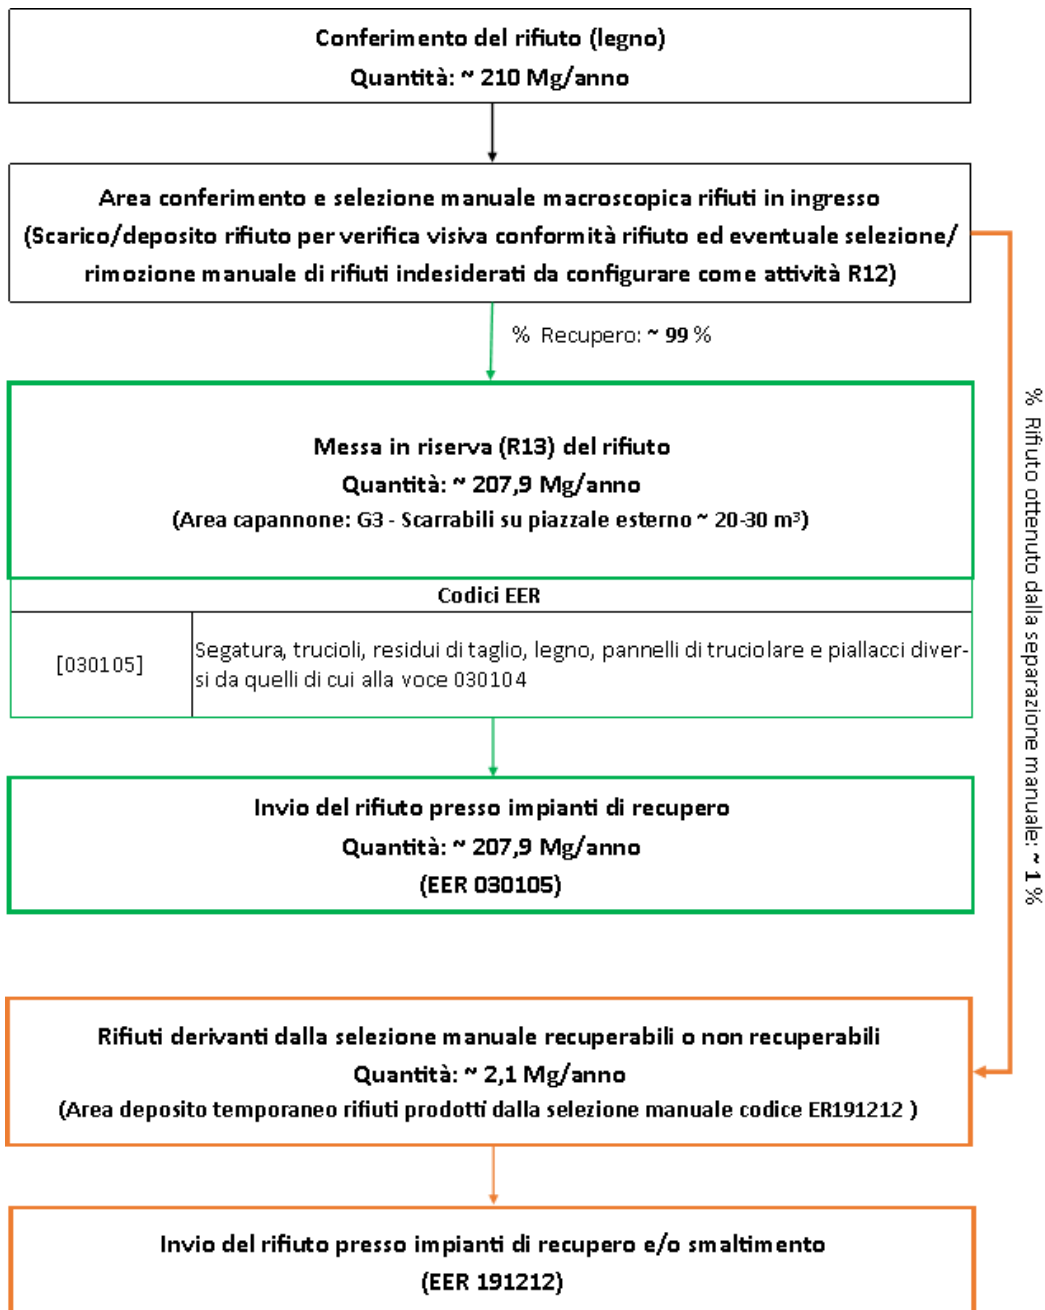 Conferimento del rifiuto (legno)
Quantità: ~ 210 Mg/anno
Area conferimento e selezione manuale macroscopica rifiuti in ingresso
(Scarico/deposito rifiuto per verifica visiva conformità rifiuto ed eventuale selezione/
rimozione manuale di rifiuti indesiderati da configurare come attività R12)
% Recupero: ~ 99 %
Messa in riserva (R13) del rifiuto
Quantità: ~ 207,9 Mg/anno
(Area capannone: G3 - Scarrabili su piazzale esterno ~ 20-30 m³)
Codici EER
[030105]
Segatura, trucioli, residui di taglio, legno, pannelli di truciolare e piallacci diver-
si da quelli di cui alla voce 030104
Invio del rifiuto presso impianti di recupero
Quantità: ~ 207,9 Mg/anno
(EER 030105)
% Rifiuto ottenuto dalla separazione manuale: ~ 1 %
Rifiuti derivanti dalla selezione manuale recuperabili o non recuperabili
Quantità: ~ 2,1 Mg/anno
(Area deposito temporaneo rifiuti prodotti dalla selezione manuale codice ER191212 )
Invio del rifiuto presso impianti di recupero e/o smaltimento
(EER 191212)